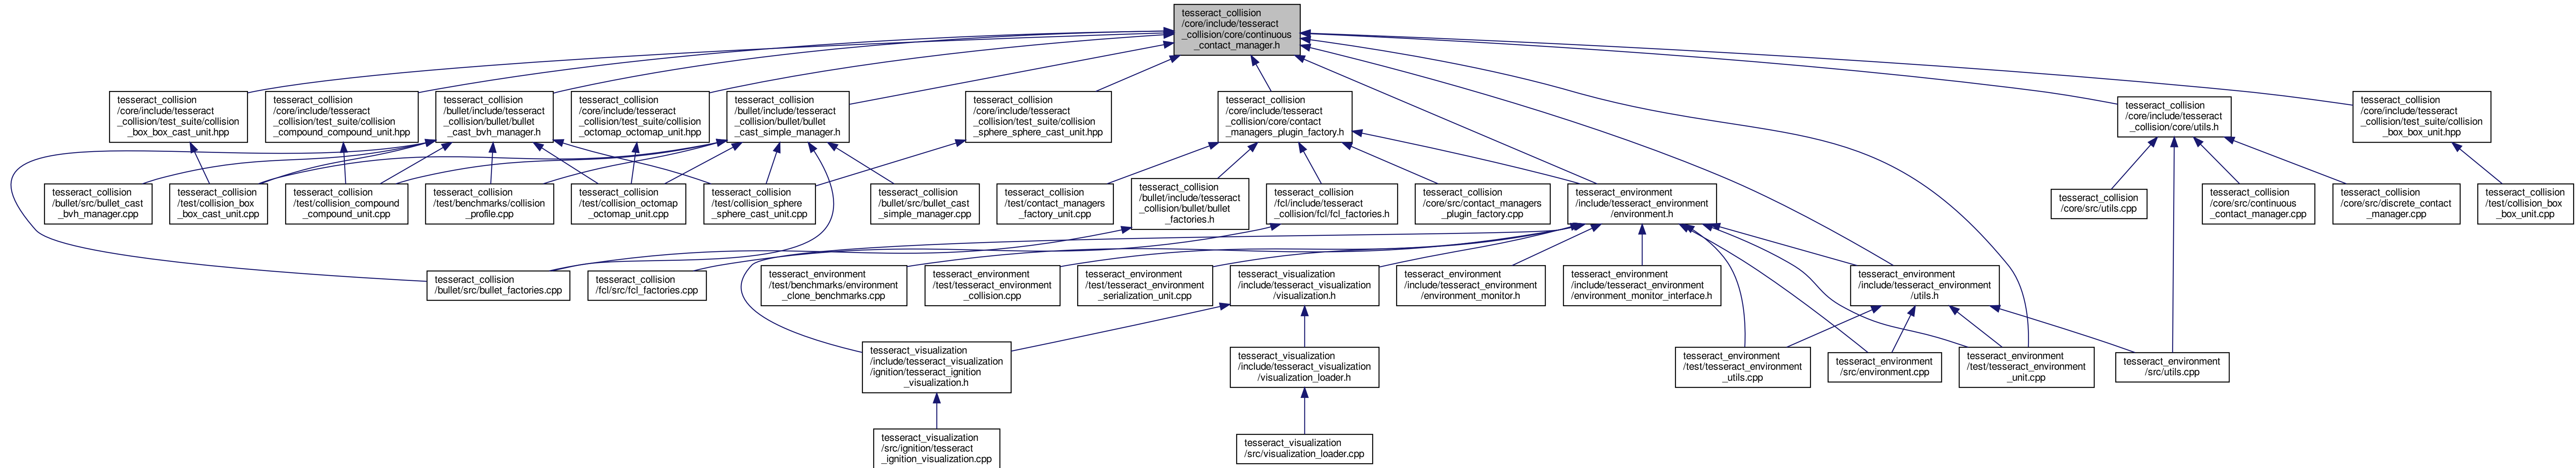 tesseract_collision
/core/include/tesseract
_collision/core/continuous
_contact_manager.h
tesseract_collision
/core/include/tesseract
_collision/test_suite/collision
_box_box_cast_unit.hpp
tesseract_collision
/core/include/tesseract
_collision/test_suite/collision
_compound_compound_unit.hpp
tesseract_collision
/bullet/include/tesseract
_collision/bullet/bullet
_cast_bvh_manager.h
tesseract_collision
/core/include/tesseract
_collision/test_suite/collision
_octomap_octomap_unit.hpp
tesseract_collision
/bullet/include/tesseract
_collision/bullet/bullet
_cast_simple_manager.h
tesseract_collision
/core/include/tesseract
_collision/test_suite/collision
_sphere_sphere_cast_unit.hpp
tesseract_collision
/core/include/tesseract
_collision/core/contact
_managers_plugin_factory.h
tesseract_collision
/core/include/tesseract
_collision/core/utils.h
tesseract_collision
/core/include/tesseract
_collision/test_suite/collision
_box_box_unit.hpp
tesseract_collision
/bullet/src/bullet_cast
_bvh_manager.cpp
tesseract_collision
/test/collision_box
_box_cast_unit.cpp
tesseract_collision
/test/collision_compound
_compound_unit.cpp
tesseract_collision
/test/benchmarks/collision
_profile.cpp
tesseract_collision
/test/collision_octomap
_octomap_unit.cpp
tesseract_collision
/test/collision_sphere
_sphere_cast_unit.cpp
tesseract_collision
/bullet/src/bullet_cast
_simple_manager.cpp
tesseract_collision
/test/contact_managers
_factory_unit.cpp
tesseract_collision
/bullet/include/tesseract
_collision/bullet/bullet
_factories.h
tesseract_collision
/fcl/include/tesseract
_collision/fcl/fcl_factories.h
tesseract_collision
/core/src/contact_managers
_plugin_factory.cpp
tesseract_environment
/include/tesseract_environment
/environment.h
tesseract_collision
/core/src/utils.cpp
tesseract_collision
/core/src/continuous
_contact_manager.cpp
tesseract_collision
/core/src/discrete_contact
_manager.cpp
tesseract_collision
/test/collision_box
_box_unit.cpp
tesseract_collision
/bullet/src/bullet_factories.cpp
tesseract_collision
/fcl/src/fcl_factories.cpp
tesseract_environment
/test/benchmarks/environment
_clone_benchmarks.cpp
tesseract_environment
/test/tesseract_environment
_collision.cpp
tesseract_environment
/test/tesseract_environment
_serialization_unit.cpp
tesseract_visualization
/include/tesseract_visualization
/visualization.h
tesseract_environment
/include/tesseract_environment
/environment_monitor.h
tesseract_environment
/include/tesseract_environment
/environment_monitor_interface.h
tesseract_environment
/include/tesseract_environment
/utils.h
tesseract_visualization
/include/tesseract_visualization
/ignition/tesseract_ignition
_visualization.h
tesseract_visualization
/include/tesseract_visualization
/visualization_loader.h
tesseract_environment
/test/tesseract_environment
_utils.cpp
tesseract_environment
/src/environment.cpp
tesseract_environment
/test/tesseract_environment
_unit.cpp
tesseract_environment
/src/utils.cpp
tesseract_visualization
/src/ignition/tesseract
_ignition_visualization.cpp
tesseract_visualization
/src/visualization_loader.cpp